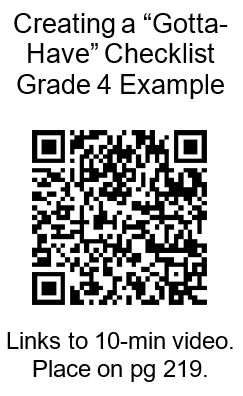 Creating a “Gotta-
Have” Checklist
Grade 4 Example
Links to 10-min video.
Place on pg 219.